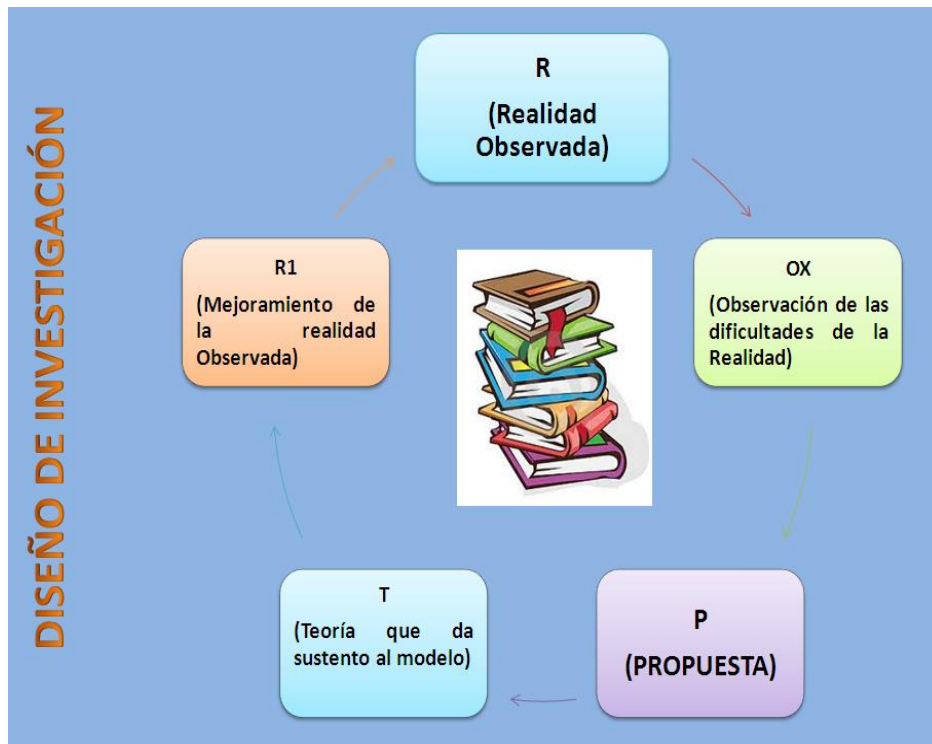 DISEÑO DE INVESTIGACIÓN
R
(Realidad
Observada)
OX
(Observación de las
dificultades de la
Realidad)
P
(PROPUESTA)
T
(Teoría que da
sustento al modelo)
R1
(Mejoramiento de
la realidad
Observada)